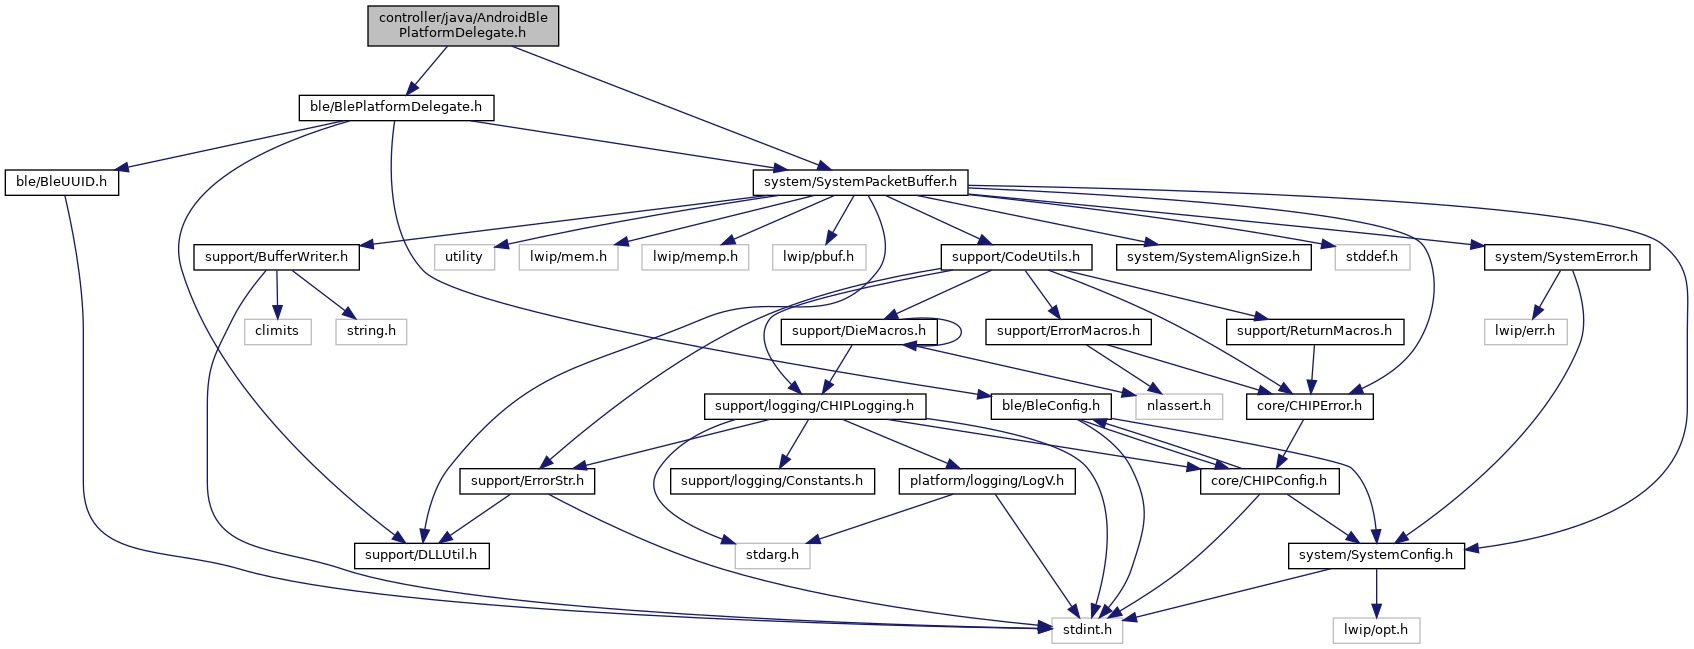 controller/java/AndroidBle
PlatformDelegate.h
ble/BlePlatformDelegate.h
ble/BleUUID.h
system/SystemPacketBuffer.h
support/BufferWriter.h
utility
lwip/mem.h
lwip/memp.h
lwip/pbuf.h
support/CodeUtils.h
system/SystemAlignSize.h
stddef.h
system/SystemError.h
climits
string.h
support/DieMacros.h
support/ErrorMacros.h
support/ReturnMacros.h
lwip/err.h
support/logging/CHIPLogging.h
ble/BleConfig.h
nlassert.h
core/CHIPError.h
support/ErrorStr.h
support/logging/Constants.h
platform/logging/LogV.h
core/CHIPConfig.h
support/DLLUtil.h
stdarg.h
system/SystemConfig.h
stdint.h
lwip/opt.h